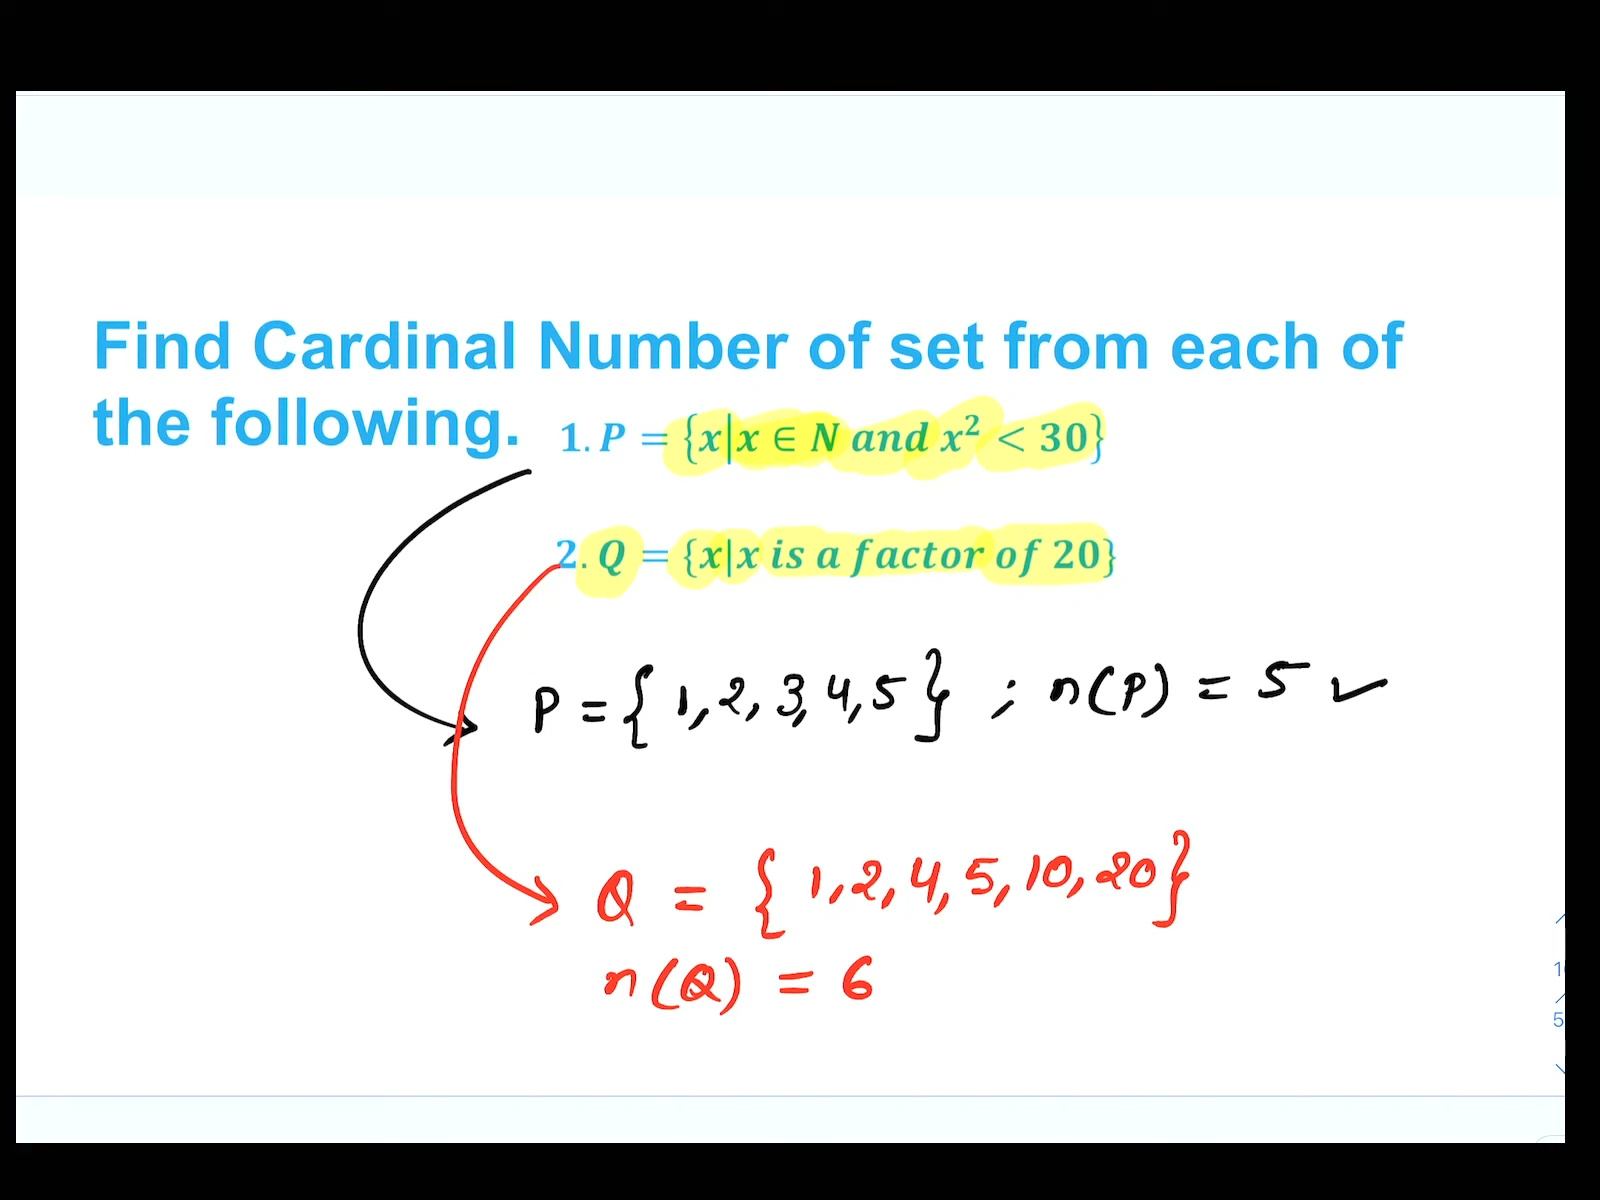 Find Cardinal Number of set from each of
the following. 1. P = {x|x ∈ N and x² < 30}
2. Q = {x|x is a factor of 20}
P = { 1, 2, 3, 4, 5 } ; n(P) = 5 ✓
Q = { 1, 2, 4, 5, 10, 20 }
n(Q) = 6
5